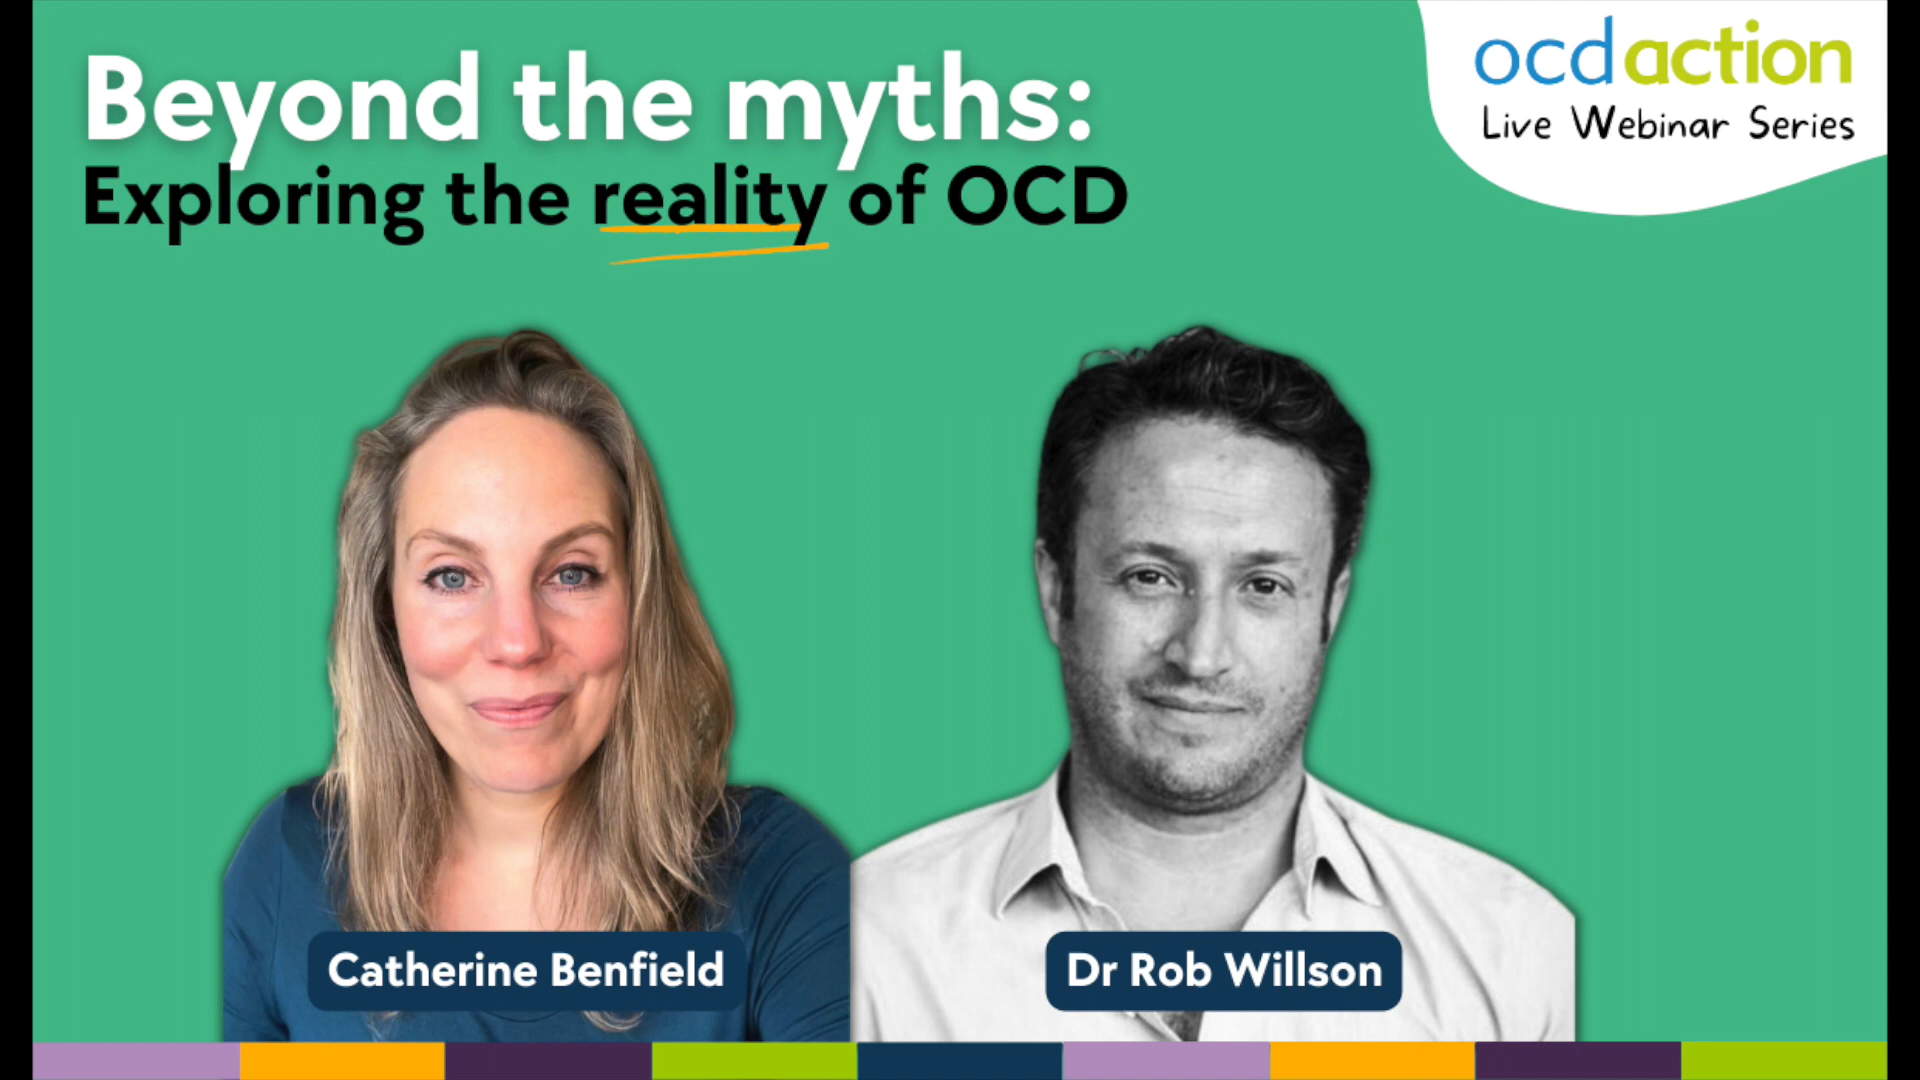 Beyond the myths:
Exploring the reality of OCD
ocdaction
Live Webinar Series
Catherine Benfield
Dr Rob Willson